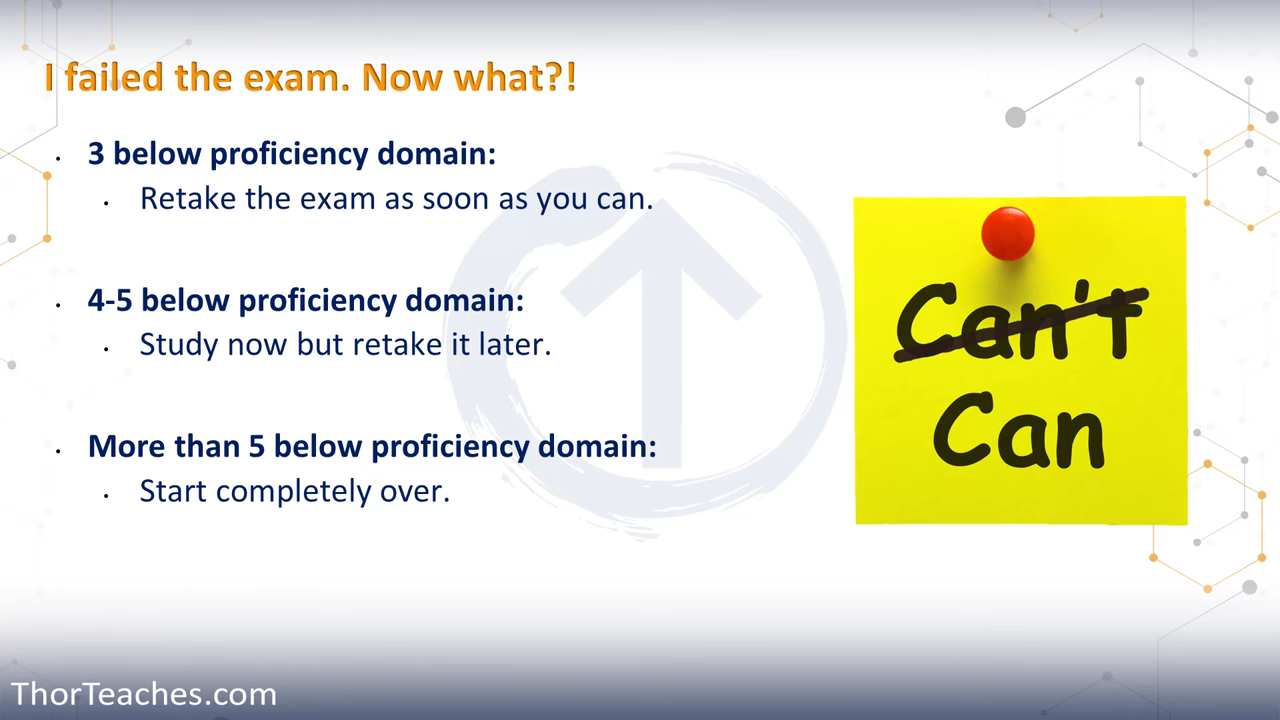 I failed the exam. Now what?!
• 3 below proficiency domain:
• Retake the exam as soon as you can.
• 4-5 below proficiency domain:
• Study now but retake it later.
• More than 5 below proficiency domain:
• Start completely over.
Can't
Can
ThorTeaches.com